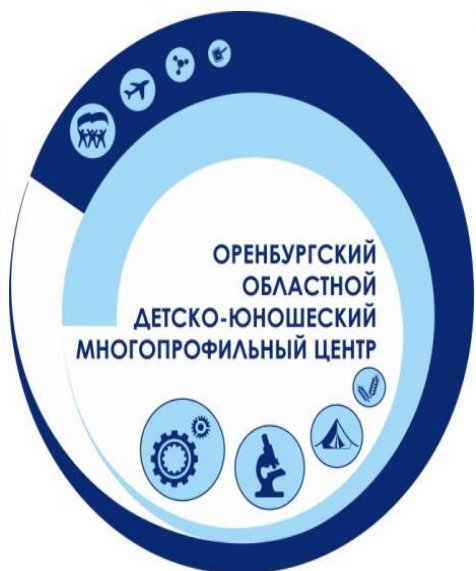 ОРЕНБУРГСКИЙ
ОБЛАСТНОЙ
ДЕТСКО-ЮНОШЕСКИЙ
МНОГОПРОФИЛЬНЫЙ ЦЕНТР